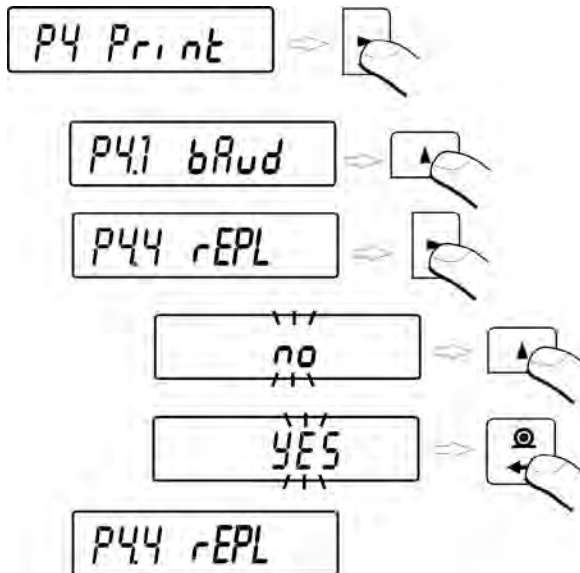 P4 Print
P4.1 bAud
P4.4 rEPL
no
YES
P4.4 rEPL